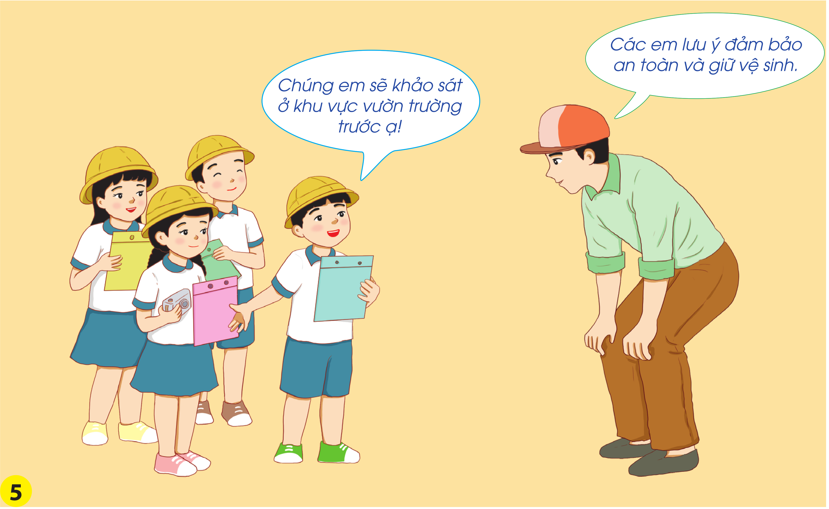 Chúng em sẽ khảo sát
ở khu vực vườn trường
trước ạ!
Các em lưu ý đảm bảo
an toàn và giữ vệ sinh.
5